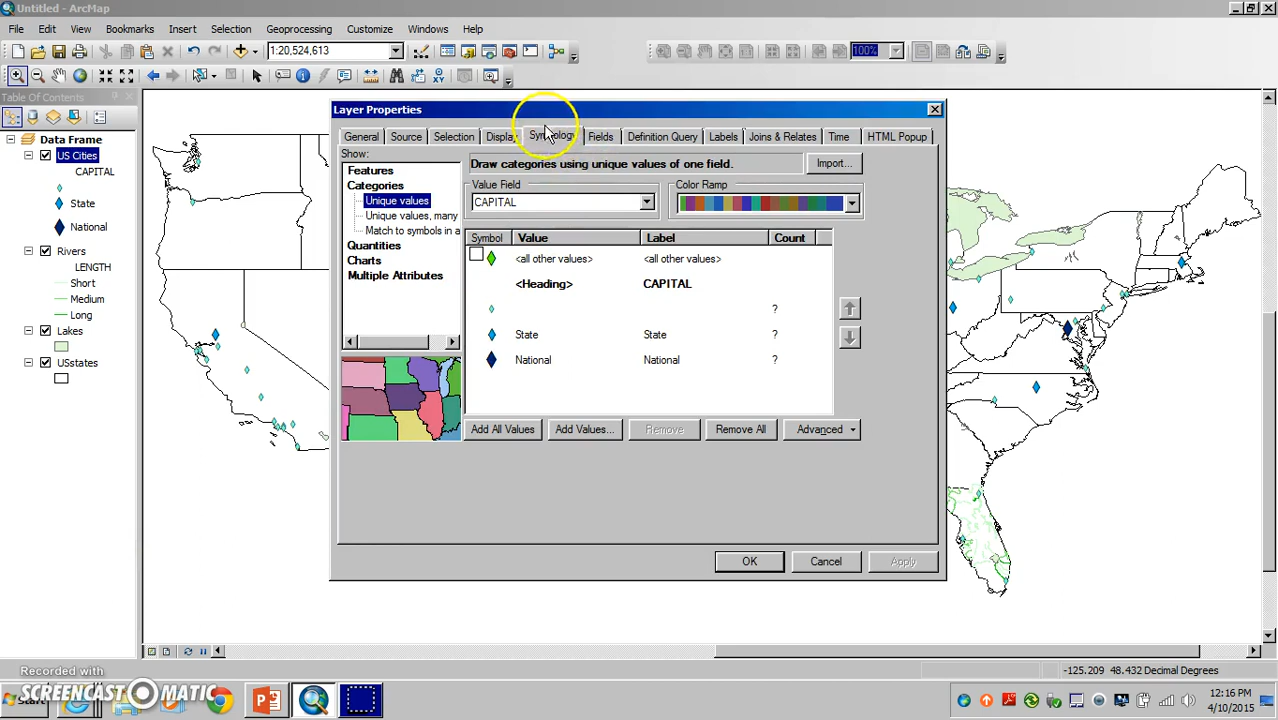 Untitled - ArcMap
File Edit View Bookmarks Insert Selection Geoprocessing Customize Windows Help
1:20,524,613
100%
Table Of Contents
Data Frame
US Cities
CAPITAL
State
National
Rivers
LENGTH
Short
Medium
Long
Lakes
USstates
Layer Properties
General Source Selection Display Symbology Fields Definition Query Labels Joins & Relates Time HTML Popup
Show:
Features
Categories
Unique values
Unique values, many
Match to symbols in a
Quantities
Charts
Multiple Attributes
Draw categories using unique values of one field.
Import...
Value Field
CAPITAL
Color Ramp
Symbol Value Label Count
<all other values> <all other values>
<Heading> CAPITAL
?
State State ?
National National ?
Add All Values Add Values... Remove Remove All Advanced
OK Cancel Apply
-125.209 48.432 Decimal Degrees
Recorded with
SCREENCAST-O-MATIC
Start
12:16 PM
4/10/2015